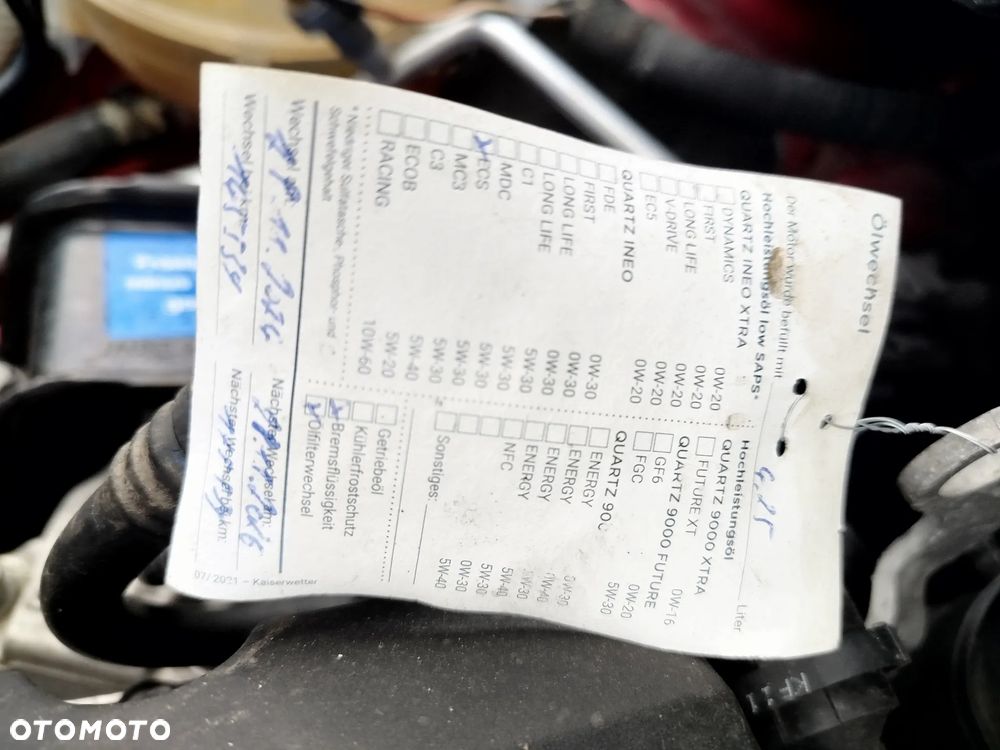 Ölwechsel
Der Motor wurde befüllt mit
4,25 Liter
Hochleistungsöl low SAPS*
QUARTZ INEO XTRA
DYNAMICS 0W-20
FIRST 0W-20
LONG LIFE 0W-20
V-DRIVE 0W-20
EC5 0W-20
QUARTZ INEO
FDE 0W-30
FIRST 0W-30
LONG LIFE 0W-30
LONG LIFE 5W-30
C1 5W-30
MDC 5W-30
x ECS 5W-30
MC3 5W-30
C3 5W-40
ECOB 5W-20
RACING 10W-60
* Niedriger Sulfatasche, Phosphor- und
Schwefelgehalt
Hochleistungsöl
QUARTZ 9000 XTRA
FUTURE XT 0W-16
QUARTZ 9000 FUTURE
GF6 0W-20
FGC 5W-30
QUARTZ 900
ENERGY 0W-30
ENERGY 0W-40
ENERGY 5W-30
ENERGY 5W-40
NFC 5W-30
0W-30
5W-40
Sonstiges:
Getriebeöl
Kühlerfrostschutz
x Bremsflüssigkeit
x Ölfilterwechsel
Wechsel am:
Nächster Wechsel am:
Wechsel bei km:
Nächster Wechsel bei km:
07/2021 – Kaiserwetter
OTOMOTO